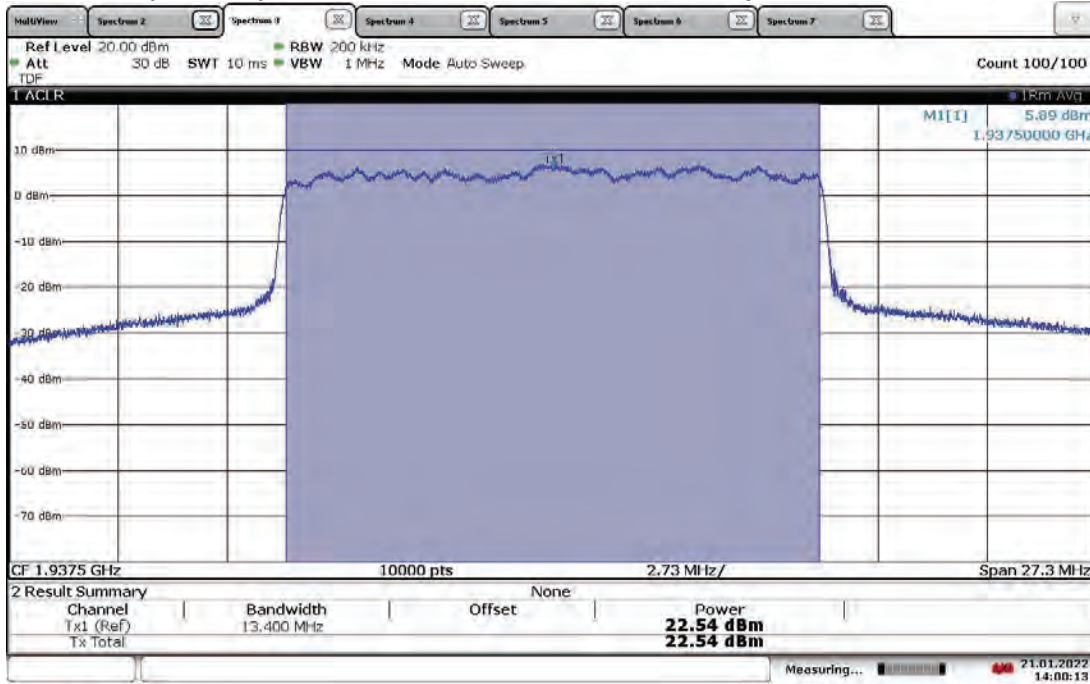 MultiView Spectrum 2 Spectrum 3 Spectrum 4 Spectrum 5 Spectrum 6 Spectrum 7
Ref Level 20.00 dBm RBW 200 kHz
Att 30 dB SWT 10 ms VBW 1 MHz Mode Auto Sweep Count 100/100
TDF
1 ACLR 1Rm Avg
M1[1] 5.89 dBm
1.93750000 GHz
10 dBm
Tx1
0 dBm
-10 dBm
-20 dBm
-30 dBm
-40 dBm
-50 dBm
-60 dBm
-70 dBm
CF 1.9375 GHz 10000 pts 2.73 MHz/ Span 27.3 MHz
2 Result Summary None
Channel Bandwidth Offset Power
Tx1 (Ref) 13.400 MHz 22.54 dBm
Tx Total 22.54 dBm
Measuring... 21.01.2022
14:00:13